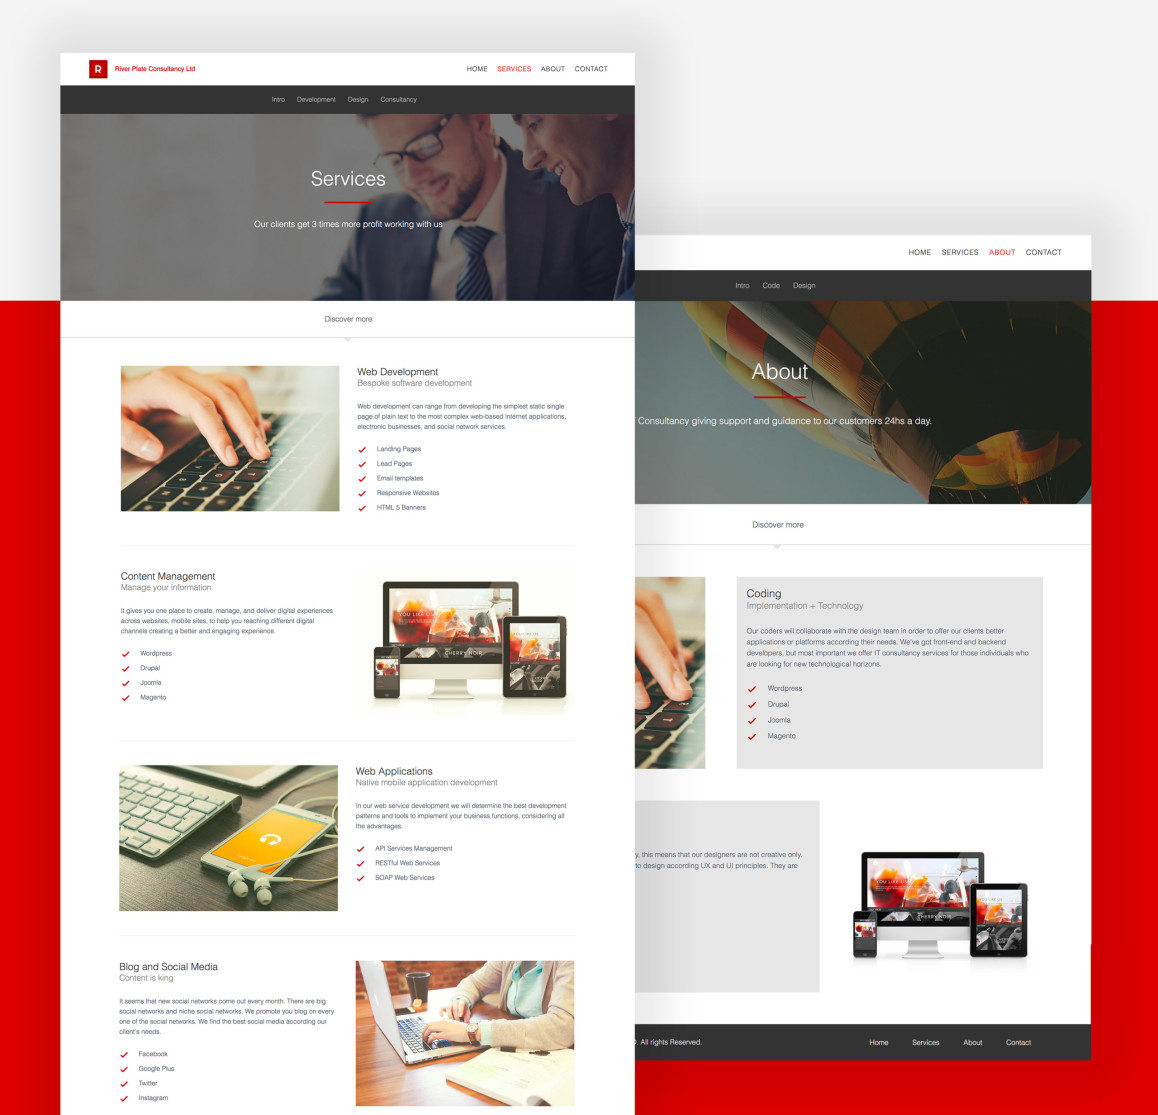 R
River Plate Consultancy Ltd
HOME SERVICES ABOUT CONTACT
Intro Development Design Consultancy
Services
Our clients get 3 times more profit working with us
Discover more
Web Development
Bespoke software development
Web development can range from developing the simplest static single
page of plain text to the most complex web-based internet applications,
electronic businesses, and social network services.
Landing Pages
Lead Pages
Email templates
Responsive Websites
HTML 5 Banners
Content Management
Manage your information
It gives you one place to create, manage, and deliver digital experiences
across websites, mobile sites, to help you reaching different digital
channels creating a better and engaging experience.
Wordpress
Drupal
Joomla
Magento
YOU LIKE
CHERRY NOIR
Web Applications
Native mobile application development
In our web service development we will determine the best development
patterns and tools to implement your business functions, considering all
the advantages.
API Services Management
RESTful Web Services
SOAP Web Services
Blog and Social Media
Content is king
It seems that new social networks come out every month. There are big
social networks and niche social networks. We promote you blog on every
one of the social networks. We find the best social media according our
client's needs.
Facebook
Google Plus
Twitter
Instagram
HOME SERVICES ABOUT CONTACT
Intro Code Design
About
Consultancy giving support and guidance to our customers 24hs a day.
Discover more
Coding
Implementation + Technology
Our coders will collaborate with the design team in order to offer our clients better
applications or platforms according their needs. We've got front-end and backend
developers, but most important we offer IT consultancy services for those individuals who
are looking for new technological horizons.
Wordpress
Drupal
Joomla
Magento
y, this means that our designers are not creative only.
to design according UX and UI principles. They are
YOU LIKE
CHERRY NOIR
. All rights Reserved.
Home Services About Contact